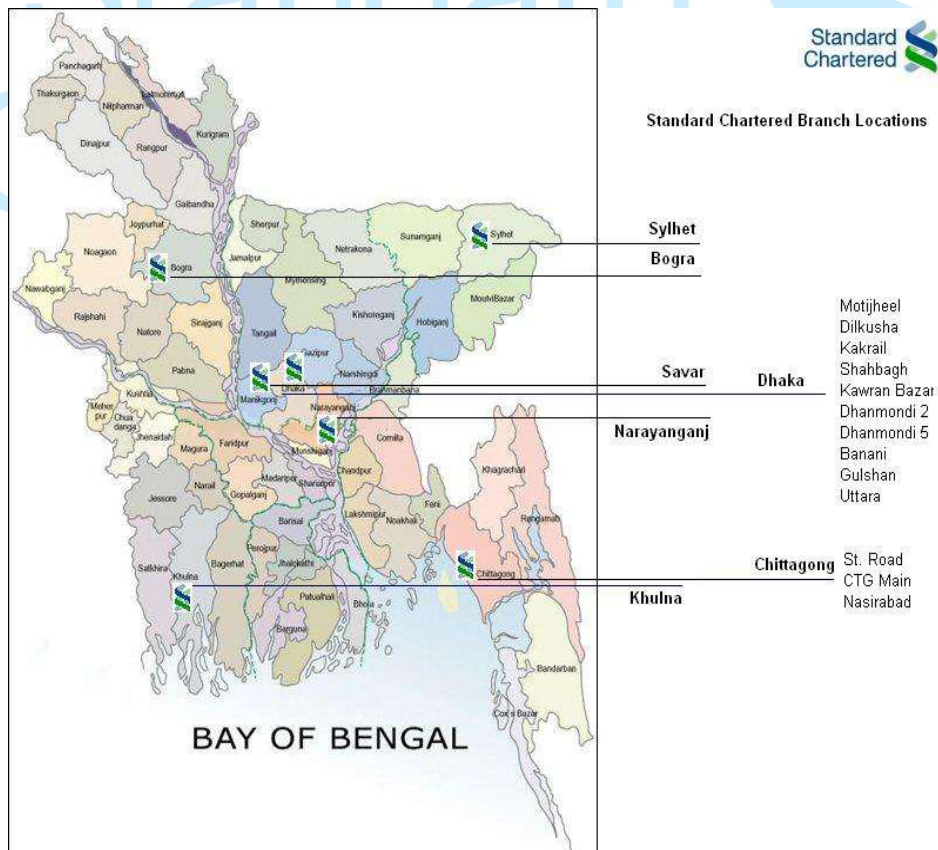 Standard
Chartered
Standard Chartered Branch Locations
Panchagarh
Thakurgaon
Nilphamari
Lalmonirhat
Dinajpur
Rangpur
Kurigram
Gaibandha
Joypurhat
Noagaon
Bogra
Jamalpur
Sherpur
Netrakona
Sunamganj
Sylhet
Sylhet
Bogra
Mymonsing
Nawabganj
Rajshahi
Natore
Sirajganj
Tangail
Kishoreganj
Hobiganj
MoulviBazar
Pabna
Gazipur
Narshingdi
Dhaka
Manikgonj
Brahmanbaria
Savar
Dhaka
Motijheel
Dilkusha
Kakrail
Shahbagh
Kawran Bazar
Dhanmondi 2
Dhanmondi 5
Banani
Gulshan
Uttara
Kushtia
Meher
pur
Chua
danga
Jhenaidah
Narayanganj
Narayanganj
Munshiganj
Comilla
Magura
Faridpur
Chandpur
Khagrachari
Jessore
Narail
Gopalganj
Madaripur
Shariatpur
Lakshmipur
Noakhali
Feni
Barisal
Satkhira
Khulna
Bagerhat
Perojpur
Jhalokathi
Patuakhali
Barguna
Bhola
Chittagong
Chittagong
St. Road
CTG Main
Nasirabad
Khulna
Bandarban
Cox's Bazar
BAY OF BENGAL